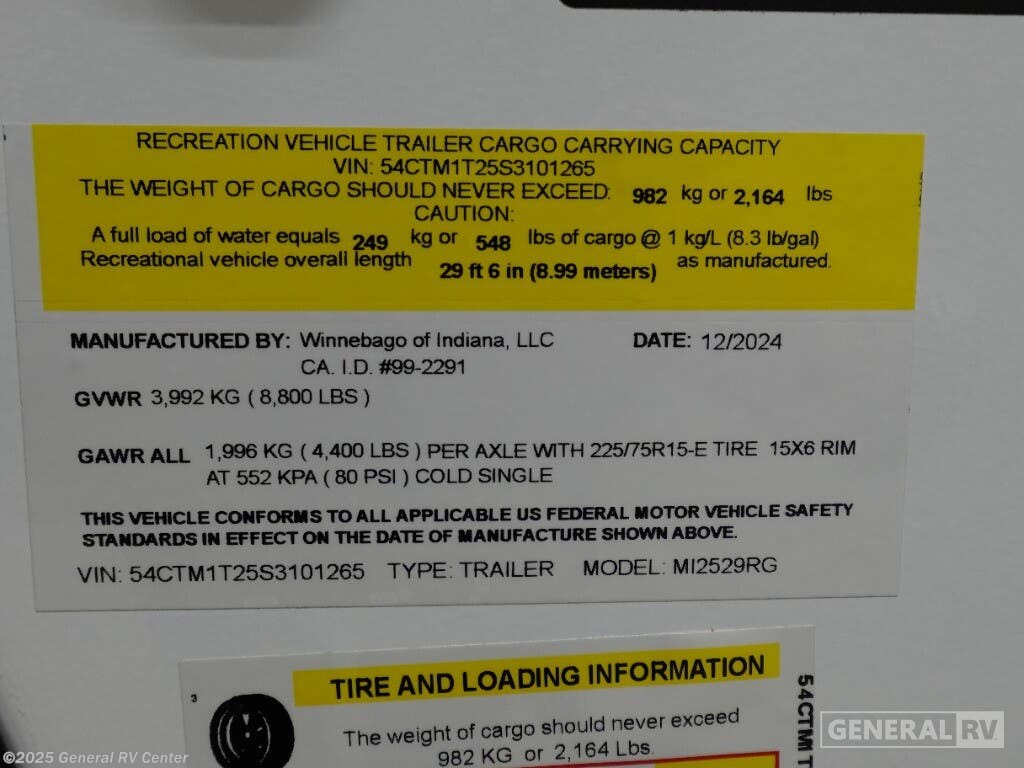 RECREATION VEHICLE TRAILER CARGO CARRYING CAPACITY
VIN: 54CTM1T25S3101265
THE WEIGHT OF CARGO SHOULD NEVER EXCEED: 982 kg or 2,164 lbs
CAUTION:
A full load of water equals 249 kg or 548 lbs of cargo @ 1 kg/L (8.3 lb/gal)
Recreational vehicle overall length 29 ft 6 in (8.99 meters) as manufactured.
MANUFACTURED BY: Winnebago of Indiana, LLC DATE: 12/2024
CA. I.D. #99-2291
GVWR 3,992 KG ( 8,800 LBS )
GAWR ALL 1,996 KG ( 4,400 LBS ) PER AXLE WITH 225/75R15-E TIRE 15X6 RIM
AT 552 KPA ( 80 PSI ) COLD SINGLE
THIS VEHICLE CONFORMS TO ALL APPLICABLE US FEDERAL MOTOR VEHICLE SAFETY
STANDARDS IN EFFECT ON THE DATE OF MANUFACTURE SHOWN ABOVE.
VIN: 54CTM1T25S3101265 TYPE: TRAILER MODEL: MI2529RG
3
TIRE AND LOADING INFORMATION
The weight of cargo should never exceed
982 KG or 2,164 Lbs.
54CTM1T
GENERAL RV
©2025 General RV Center